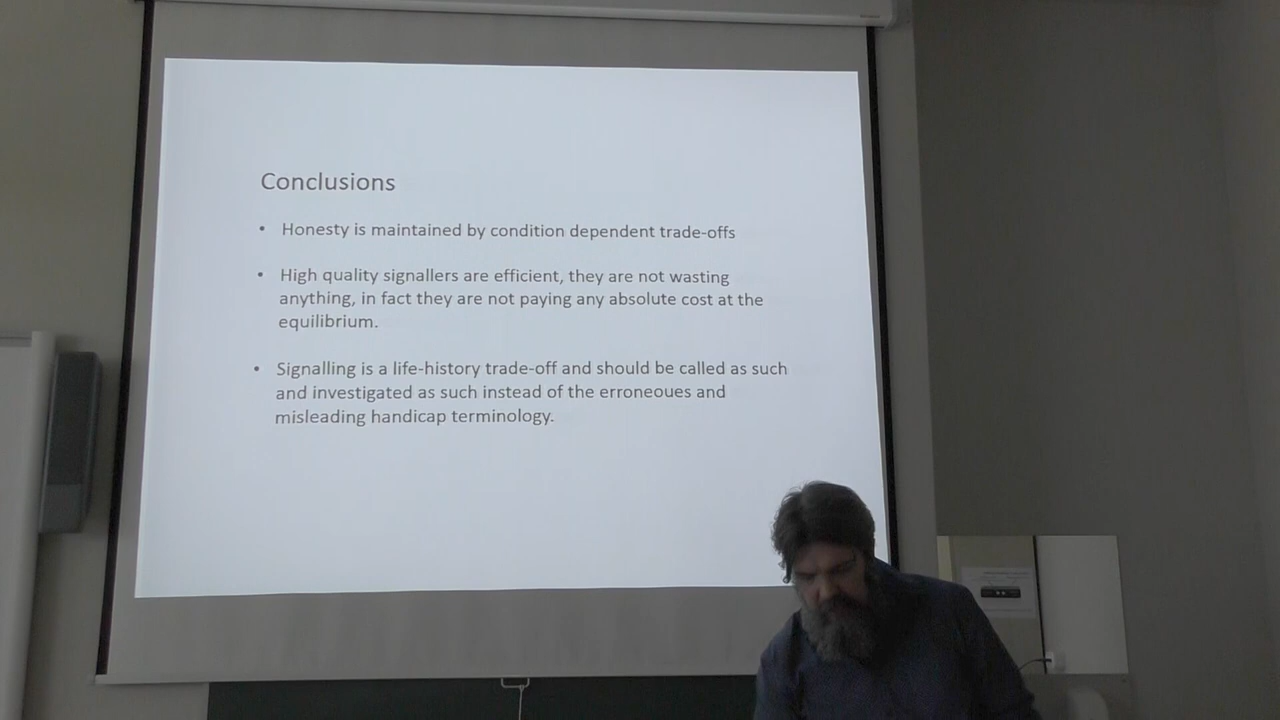 Conclusions
• Honesty is maintained by condition dependent trade-offs
• High quality signallers are efficient, they are not wasting
anything, in fact they are not paying any absolute cost at the
equilibrium.
• Signalling is a life-history trade-off and should be called as such
and investigated as such instead of the erroneoues and
misleading handicap terminology.